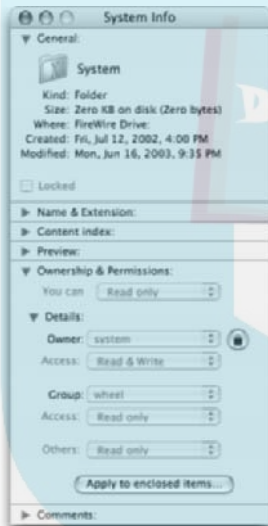 System Info
General:
System
Kind: Folder
Size: Zero KB on disk (Zero bytes)
Where: FireWire Drive:
Created: Fri, Jul 12, 2002, 4:00 PM
Modified: Mon, Jun 16, 2003, 9:35 PM
Locked
Name & Extension:
Content index:
Preview:
Ownership & Permissions:
You can Read only
Details:
Owner: system
Access: Read & Write
Group: wheel
Access: Read only
Others: Read only
Apply to enclosed items...
Comments: